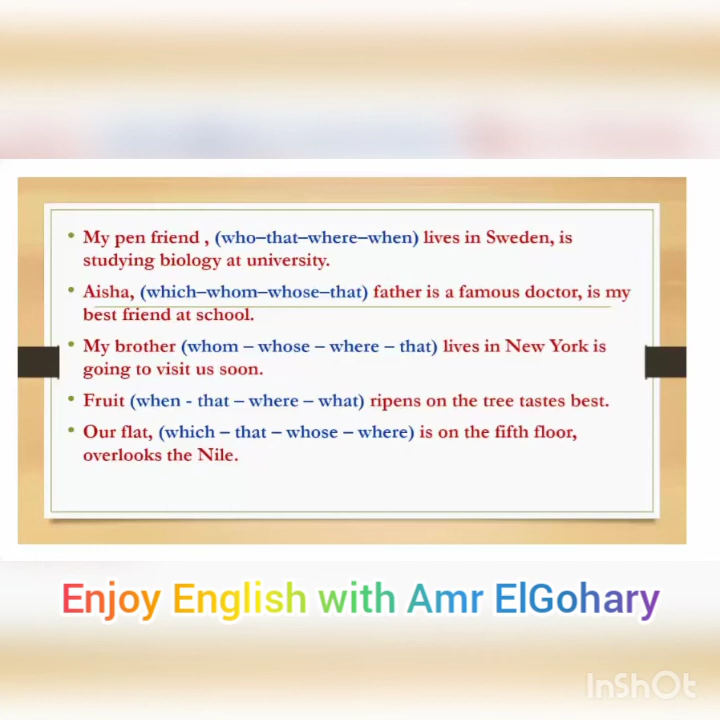 • My pen friend , (who–that–where–when) lives in Sweden, is
studying biology at university.
• Aisha, (which–whom–whose–that) father is a famous doctor, is my
best friend at school.
• My brother (whom – whose – where – that) lives in New York is
going to visit us soon.
• Fruit (when - that – where – what) ripens on the tree tastes best.
• Our flat, (which – that – whose – where) is on the fifth floor,
overlooks the Nile.
Enjoy English with Amr ElGohary
InShOt